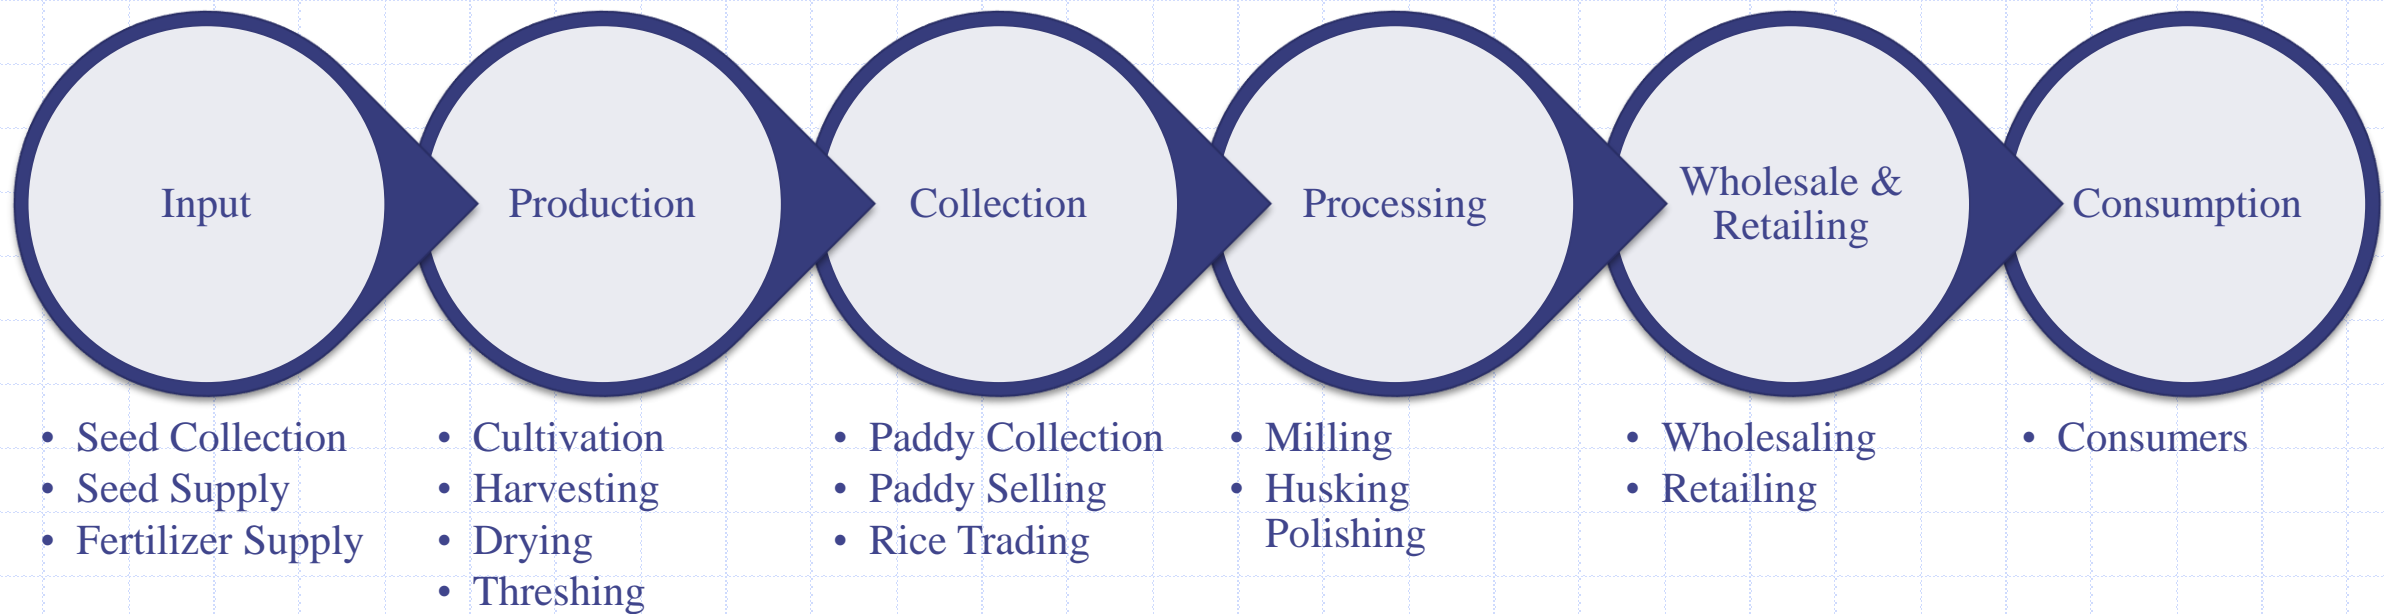 Input
Production
Collection
Processing
Wholesale &
Retailing
Consumption
• Seed Collection
• Seed Supply
• Fertilizer Supply
• Cultivation
• Harvesting
• Drying
• Threshing
• Paddy Collection
• Paddy Selling
• Rice Trading
• Milling
• Husking
Polishing
• Wholesaling
• Retailing
• Consumers